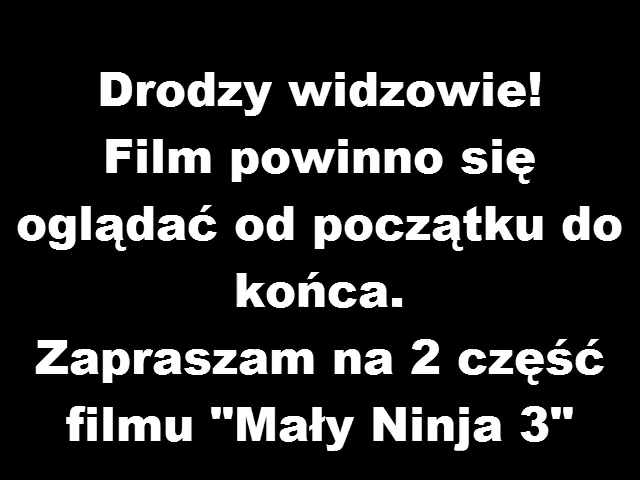 Drodzy widzowie!
Film powinno się
oglądać od początku do
końca.
Zapraszam na 2 część
filmu "Mały Ninja 3"